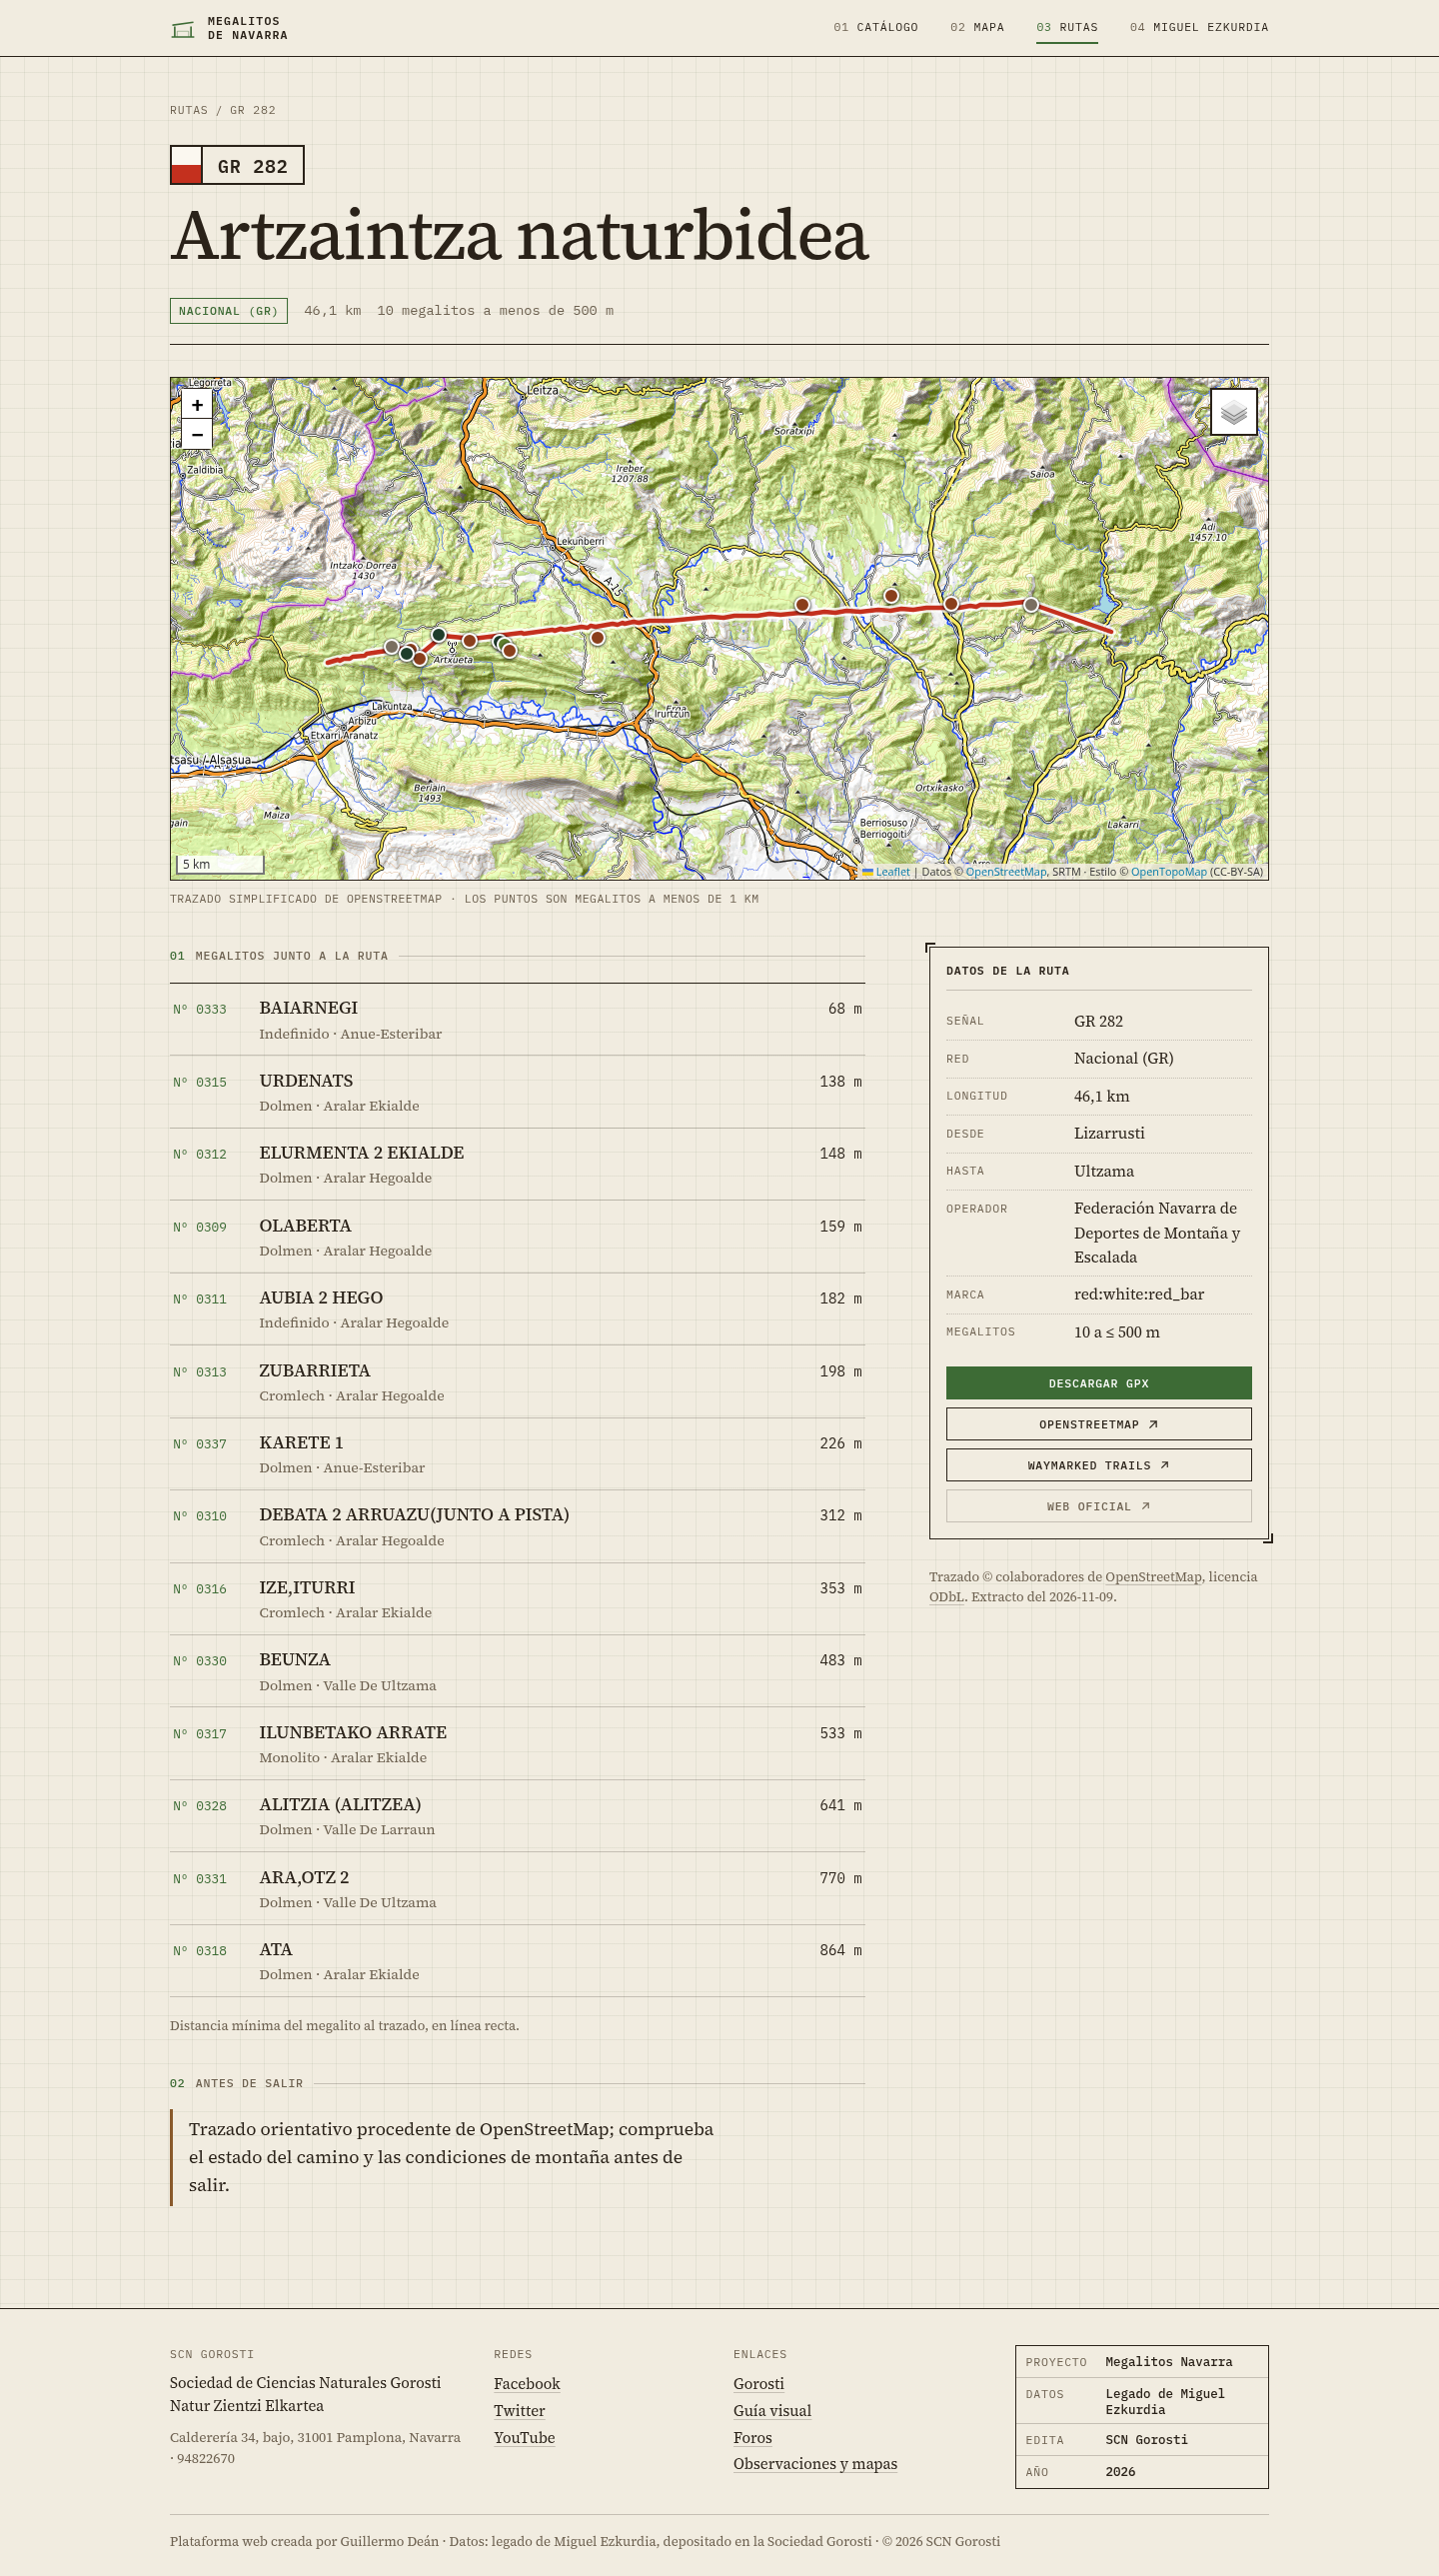 MEGALITOS
DE NAVARRA
01 CATÁLOGO
02 MAPA
03 RUTAS
04 MIGUEL EZKURDIA
RUTAS / GR 282
GR 282
Artzaintza naturbidea
NACIONAL (GR)
46,1 km 10 megalitos a menos de 500 m
Legorreta
+
−
Zaldibia
Leitza
Soratxipi
Ireber
1207.88
Saioa
Adi
1457.10
Lekunberri
A-15
Intzako Dorrea
1430
Artxueta
Lakuntza
Arbizu
Etxarri Aranatz
tsasu / Alsasua
Irurtzun
Beriain
1493
Maiza
gain
Ortxikasko
Lakarri
Berriosuso /
Berriogoiti
5 km
Leaflet | Datos © OpenStreetMap, SRTM · Estilo © OpenTopoMap (CC-BY-SA)
TRAZADO SIMPLIFICADO DE OPENSTREETMAP · LOS PUNTOS SON MEGALITOS A MENOS DE 1 KM
01 MEGALITOS JUNTO A LA RUTA
Nº 0333 BAIARNEGI 68 m
Indefinido · Anue-Esteribar
Nº 0315 URDENATS 138 m
Dolmen · Aralar Ekialde
Nº 0312 ELURMENTA 2 EKIALDE 148 m
Dolmen · Aralar Hegoalde
Nº 0309 OLABERTA 159 m
Dolmen · Aralar Hegoalde
Nº 0311 AUBIA 2 HEGO 182 m
Indefinido · Aralar Hegoalde
Nº 0313 ZUBARRIETA 198 m
Cromlech · Aralar Hegoalde
Nº 0337 KARETE 1 226 m
Dolmen · Anue-Esteribar
Nº 0310 DEBATA 2 ARRUAZU(JUNTO A PISTA) 312 m
Cromlech · Aralar Hegoalde
Nº 0316 IZE,ITURRI 353 m
Cromlech · Aralar Ekialde
Nº 0330 BEUNZA 483 m
Dolmen · Valle De Ultzama
Nº 0317 ILUNBETAKO ARRATE 533 m
Monolito · Aralar Ekialde
Nº 0328 ALITZIA (ALITZEA) 641 m
Dolmen · Valle De Larraun
Nº 0331 ARA,OTZ 2 770 m
Dolmen · Valle De Ultzama
Nº 0318 ATA 864 m
Dolmen · Aralar Ekialde
Distancia mínima del megalito al trazado, en línea recta.
02 ANTES DE SALIR
Trazado orientativo procedente de OpenStreetMap; comprueba
el estado del camino y las condiciones de montaña antes de
salir.
DATOS DE LA RUTA
SEÑAL GR 282
RED Nacional (GR)
LONGITUD 46,1 km
DESDE Lizarrusti
HASTA Ultzama
OPERADOR Federación Navarra de
Deportes de Montaña y
Escalada
MARCA red:white:red_bar
MEGALITOS 10 a ≤ 500 m
DESCARGAR GPX
OPENSTREETMAP ↗
WAYMARKED TRAILS ↗
WEB OFICIAL ↗
Trazado © colaboradores de OpenStreetMap, licencia
ODbL. Extracto del 2026-11-09.
SCN GOROSTI
Sociedad de Ciencias Naturales Gorosti
Natur Zientzi Elkartea
Calderería 34, bajo, 31001 Pamplona, Navarra
· 94822670
REDES
Facebook
Twitter
YouTube
ENLACES
Gorosti
Guía visual
Foros
Observaciones y mapas
PROYECTO Megalitos Navarra
DATOS Legado de Miguel
Ezkurdia
EDITA SCN Gorosti
AÑO 2026
Plataforma web creada por Guillermo Deán · Datos: legado de Miguel Ezkurdia, depositado en la Sociedad Gorosti · © 2026 SCN Gorosti